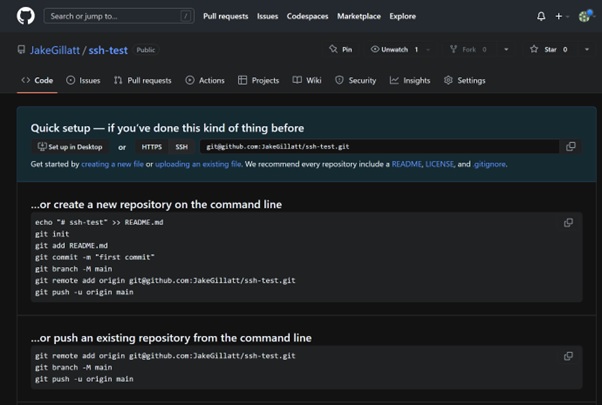 Search or jump to... /
Pull requests Issues Codespaces Marketplace Explore
JakeGillatt / ssh-test Public
Pin Unwatch 1 Fork 0 Star 0
Code Issues Pull requests Actions Projects Wiki Security Insights Settings
Quick setup — if you've done this kind of thing before
Set up in Desktop or HTTPS SSH git@github.com:JakeGillatt/ssh-test.git
Get started by creating a new file or uploading an existing file. We recommend every repository include a README, LICENSE, and .gitignore.
...or create a new repository on the command line
echo "# ssh-test" >> README.md
git init
git add README.md
git commit -m "first commit"
git branch -M main
git remote add origin git@github.com:JakeGillatt/ssh-test.git
git push -u origin main
...or push an existing repository from the command line
git remote add origin git@github.com:JakeGillatt/ssh-test.git
git branch -M main
git push -u origin main